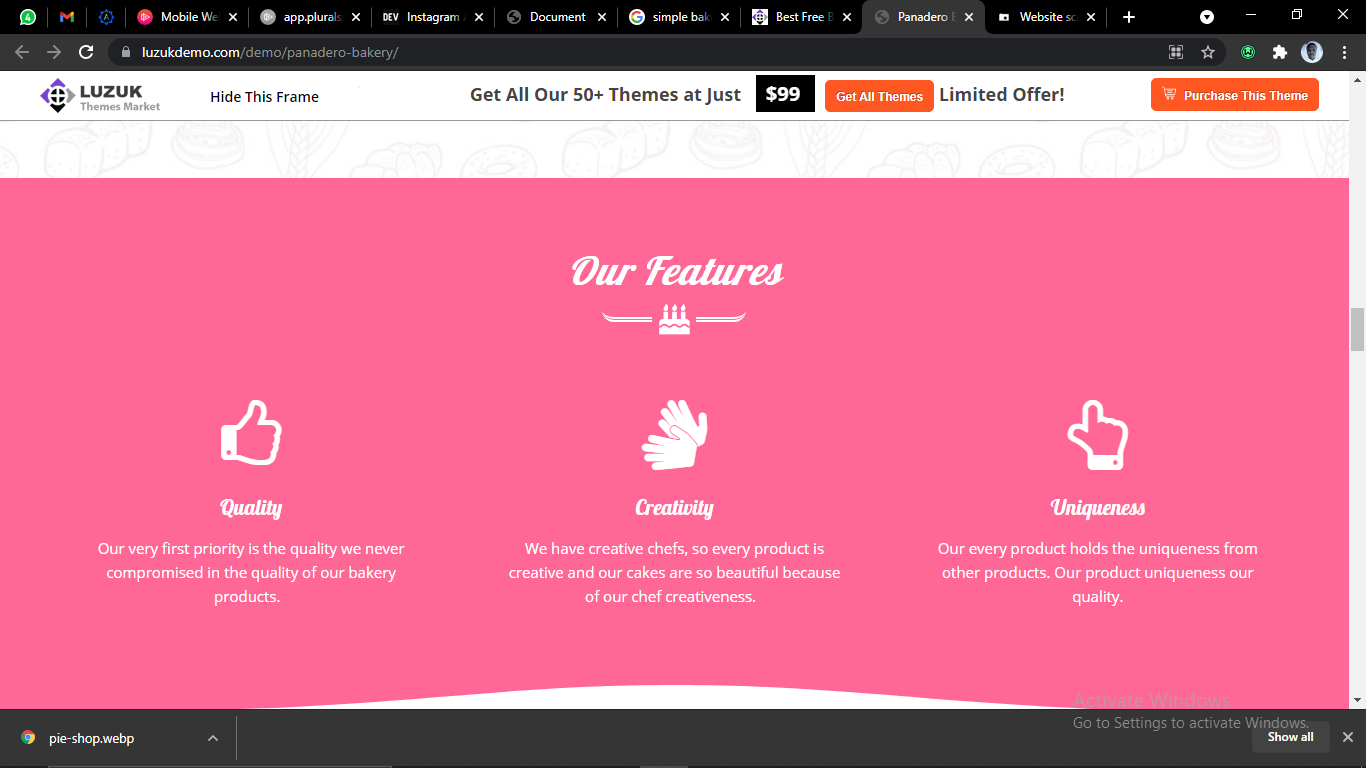 4
Mobile We
app.plurals
DEV Instagram
Document
simple bak
Best Free B
Panadero B
Website sc
luzukdemo.com/demo/panadero-bakery/
LUZUK
Themes Market
Hide This Frame
Get All Our 50+ Themes at Just $99 Get All Themes Limited Offer!
Purchase This Theme
Our Features
Quality
Our very first priority is the quality we never
compromised in the quality of our bakery
products.
Creativity
We have creative chefs, so every product is
creative and our cakes are so beautiful because
of our chef creativeness.
Uniqueness
Our every product holds the uniqueness from
other products. Our product uniqueness our
quality.
Activate Windows
Go to Settings to activate Windows.
pie-shop.webp
Show all